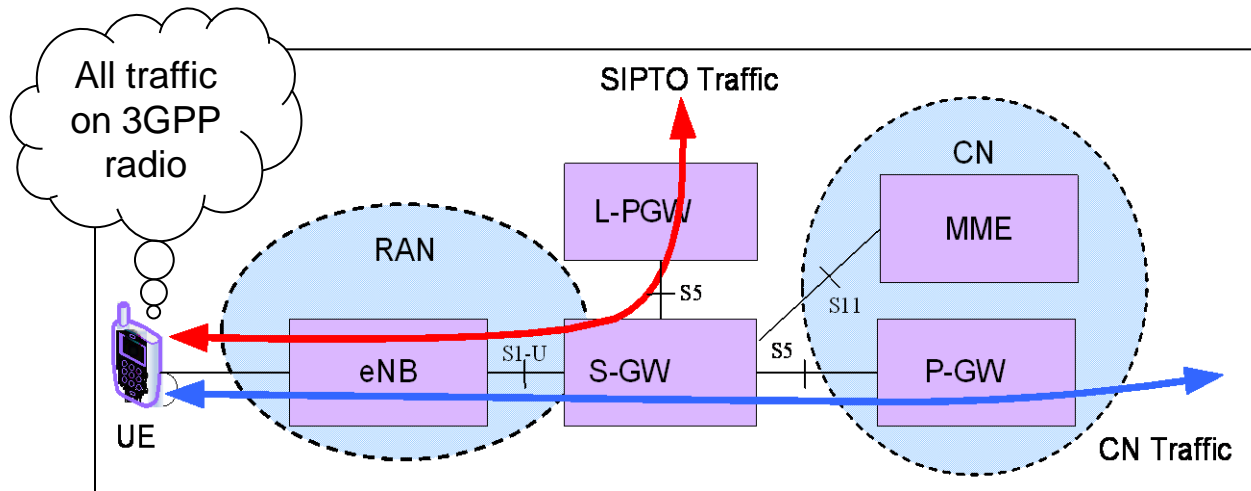 All traffic
on 3GPP
radio
SIPTO Traffic
CN
L-PGW
MME
RAN
S5
S11
S1-U
S5
eNB
S-GW
P-GW
UE
CN Traffic